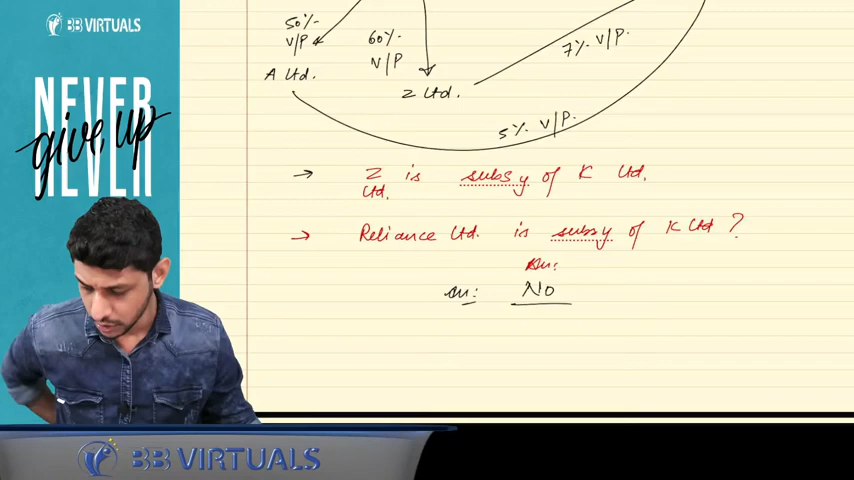 BB VIRTUALS
NEVER
give up
NEVER
50%
V/P
A Ltd.
60%
V/P
Z Ltd.
7% V/P.
5% V/P.
→ Z is subsy of K Ltd.
Ltd.
→ Reliance Ltd. is subsy of K Ltd ?
Ans:
Ans: No
BB VIRTUALS